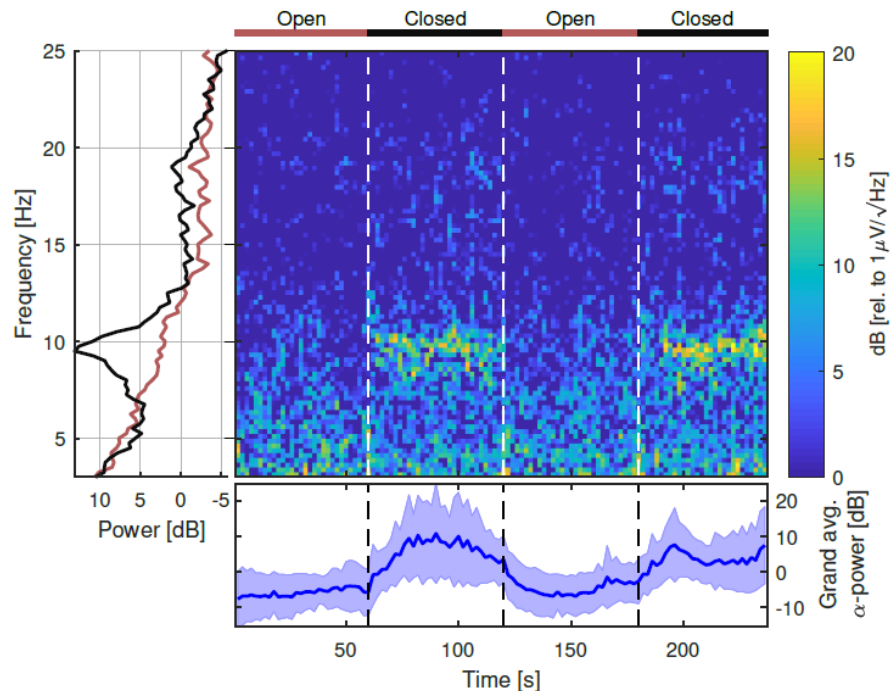 Open Closed Open Closed
25
20
15
10
5
Frequency [Hz]
10 5 0 -5
Power [dB]
20
15
10
5
0
dB [rel. to 1μV/√Hz]
20
10
0
-10
Grand avg.
α-power [dB]
50 100 150 200
Time [s]